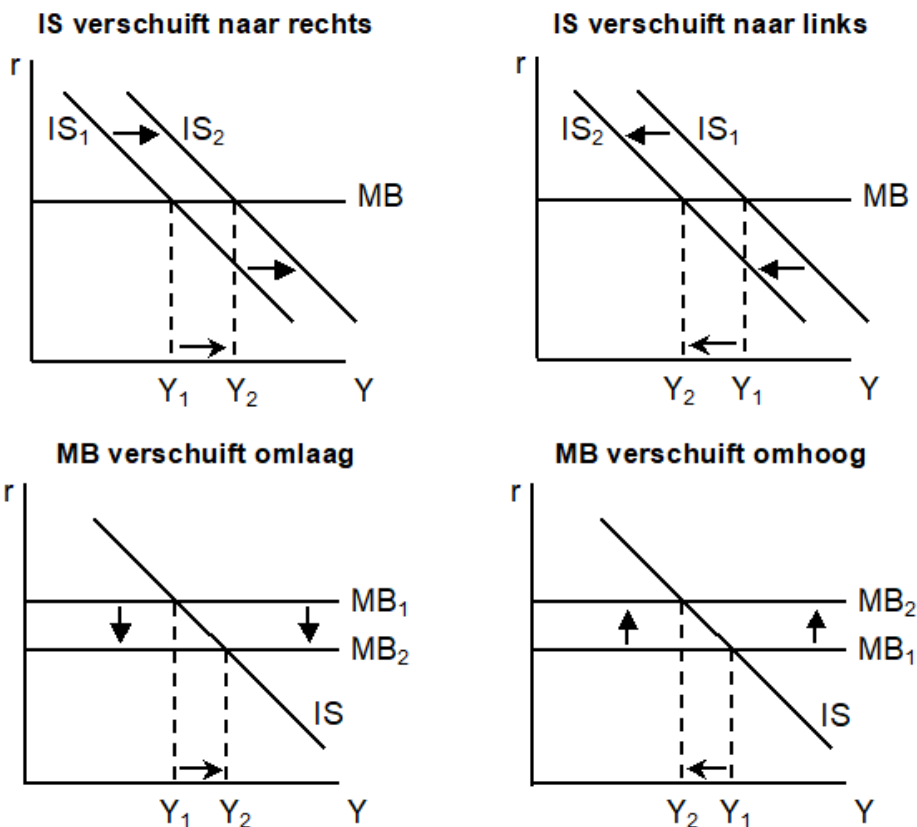 IS verschuift naar rechts
r
IS₁
IS₂
MB
Y₁
Y₂
Y
IS verschuift naar links
r
IS₂
IS₁
MB
Y₂
Y₁
Y
MB verschuift omlaag
r
MB₁
MB₂
IS
Y₁
Y₂
Y
MB verschuift omhoog
r
MB₂
MB₁
IS
Y₂
Y₁
Y